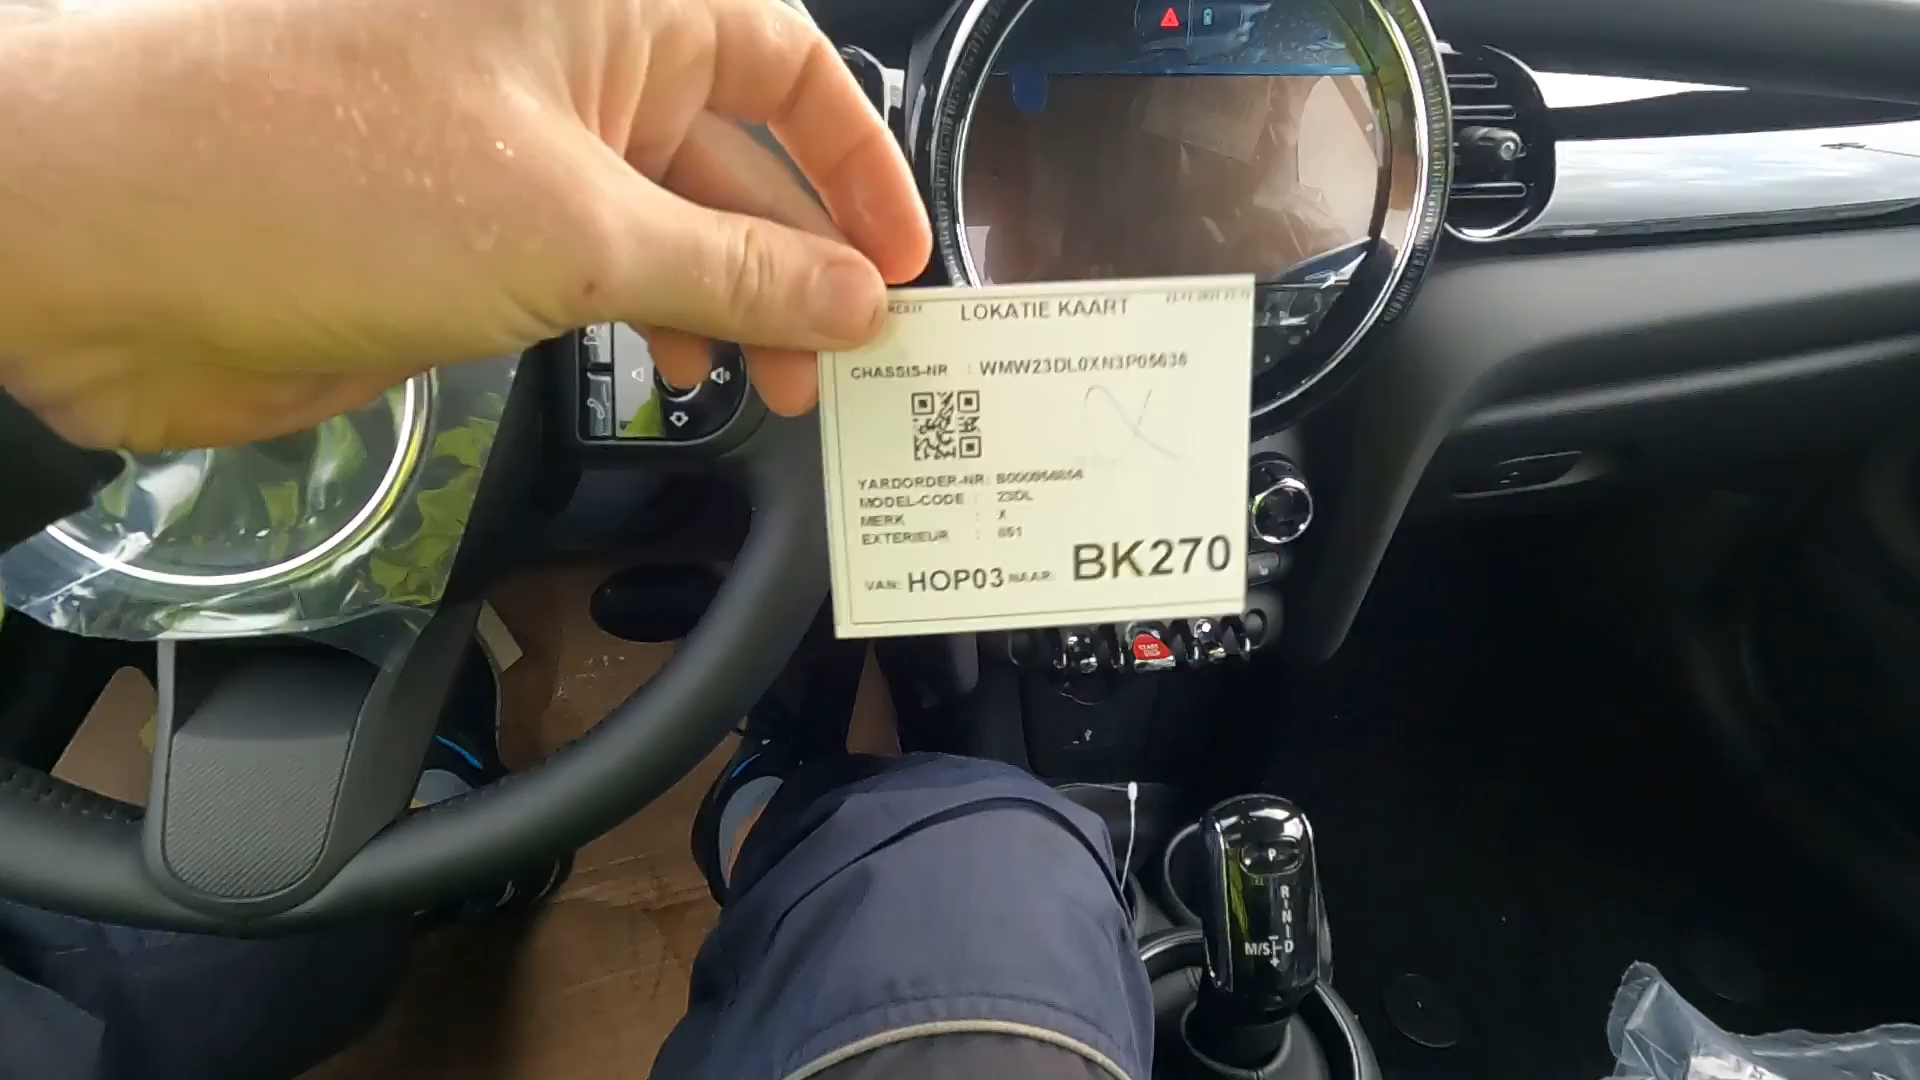 LOKATIE KAART
CHASSIS-NR : WMW23DL0XN3P05636
YARDORDER-NR:
MODEL-CODE : 23DL
MERK : X
EXTERIEUR :
VAN: HOP03 NAAR: BK270
START STOP
P
R
N
M/S D